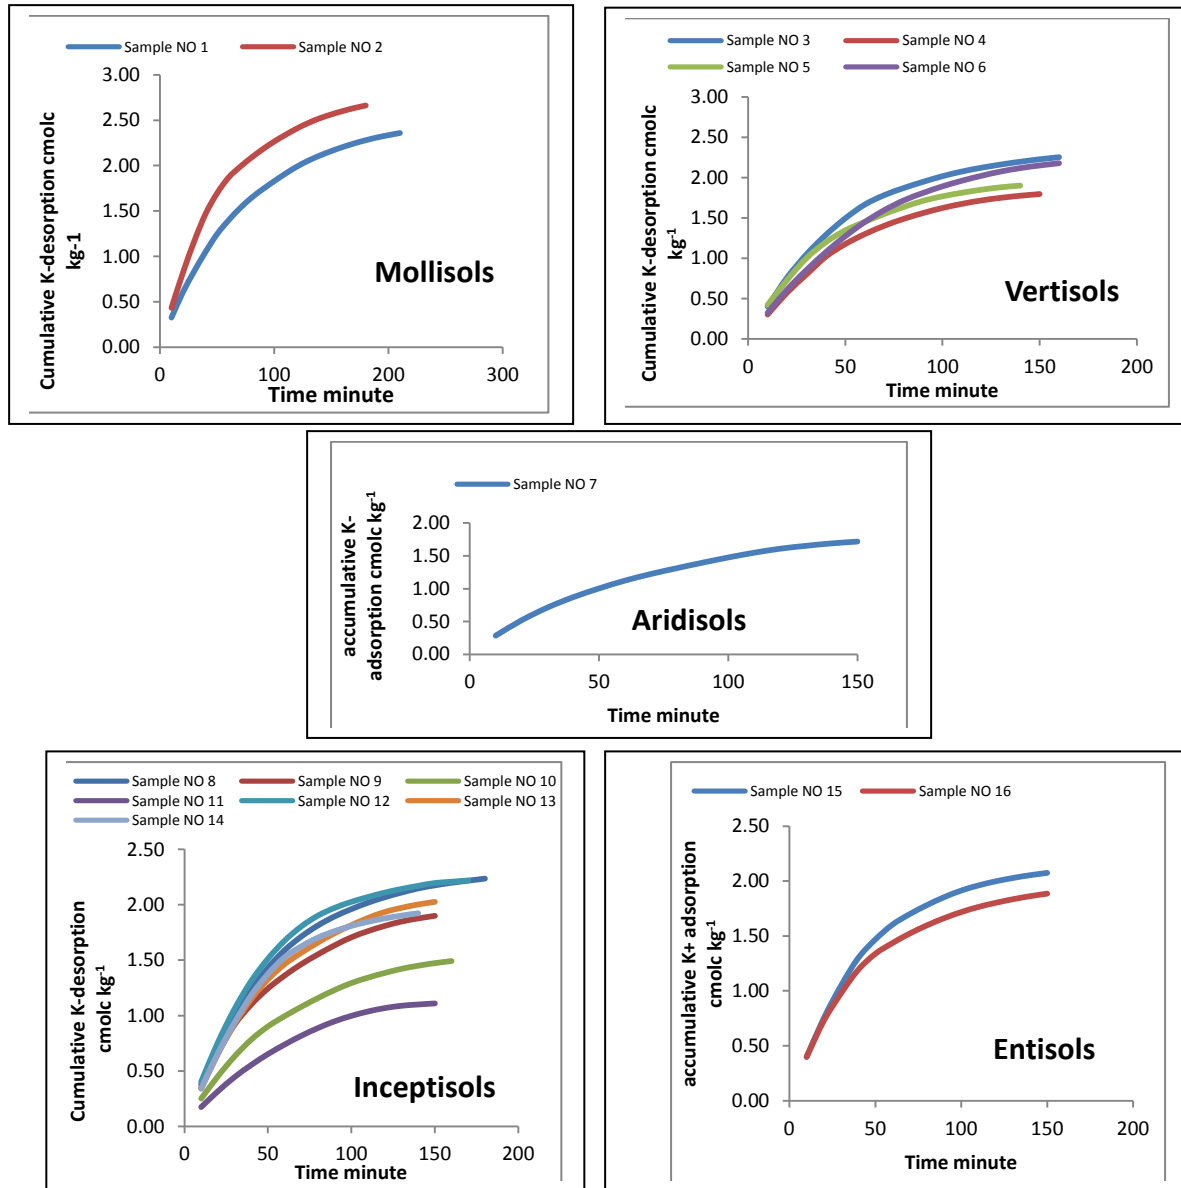 Sample NO 1 Sample NO 2
3.00
2.50
2.00
1.50
1.00
0.50
0.00
0 100 200 300
Cumulative K-desorption cmolc
kg-1
Mollisols
Time minute
Sample NO 3 Sample NO 4
Sample NO 5 Sample NO 6
3.00
2.50
2.00
1.50
1.00
0.50
0.00
0 50 100 150 200
Cumulative K-desorption cmolc
kg-1
Vertisols
Time minute
Sample NO 7
2.00
1.50
1.00
0.50
0.00
0 50 100 150
accumulative K-
adsorption cmolc kg-1
Aridisols
Time minute
Sample NO 8 Sample NO 9 Sample NO 10
Sample NO 11 Sample NO 12 Sample NO 13
Sample NO 14
2.50
2.00
1.50
1.00
0.50
0.00
0 50 100 150 200
Cumulative K-desorption
cmolc kg-1
Inceptisols
Time minute
Sample NO 15 Sample NO 16
2.50
2.00
1.50
1.00
0.50
0.00
0 50 100 150 200
accumulative K+ adsorption
cmolc kg-1
Entisols
Time minute